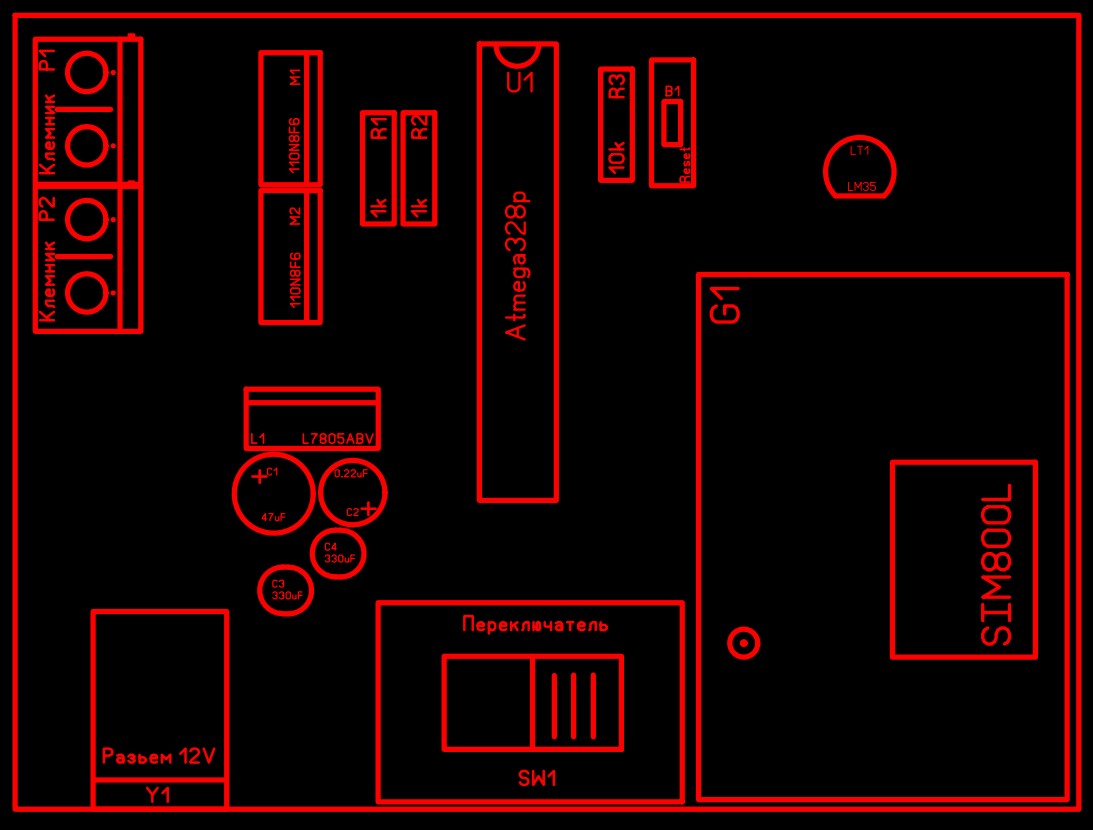 P1
Клемник
P2
Клемник
M1
110N8F6
M2
110N8F6
R1
1k
R2
1k
U1
Atmega328p
R3
10k
B1
Reset
LT1
LM35
G1
SIM800L
L1 L7805ABV
C1
47uF
0.22uF
C2
C4
330uF
C3
330uF
Разьем 12V
Y1
Переключатель
SW1